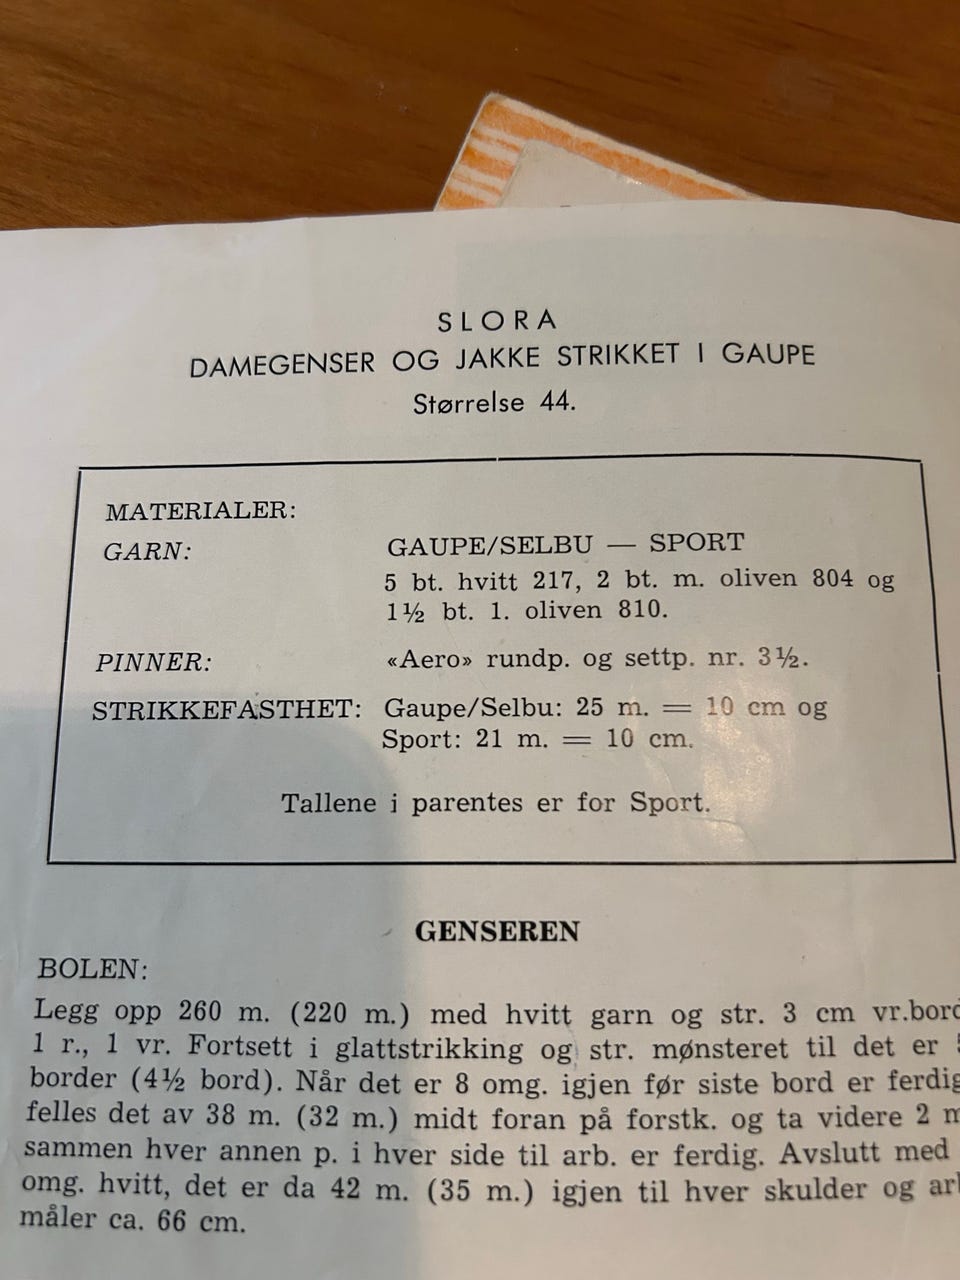 SLORA
DAMEGENSER OG JAKKE STRIKKET I GAUPE
Størrelse 44.
MATERIALER:
GARN: GAUPE/SELBU — SPORT
5 bt. hvitt 217, 2 bt. m. oliven 804 og
1½ bt. l. oliven 810.
PINNER: «Aero» rundp. og settp. nr. 3½.
STRIKKEFASTHET: Gaupe/Selbu: 25 m. = 10 cm og
Sport: 21 m. = 10 cm.
Tallene i parentes er for Sport.
GENSEREN
BOLEN:
Legg opp 260 m. (220 m.) med hvitt garn og str. 3 cm vr.bord
1 r., 1 vr. Fortsett i glattstrikking og str. mønsteret til det er
border (4½ bord). Når det er 8 omg. igjen før siste bord er ferdig
felles det av 38 m. (32 m.) midt foran på forstk. og ta videre 2 m
sammen hver annen p. i hver side til arb. er ferdig. Avslutt med
omg. hvitt, det er da 42 m. (35 m.) igjen til hver skulder og
måler ca. 66 cm.